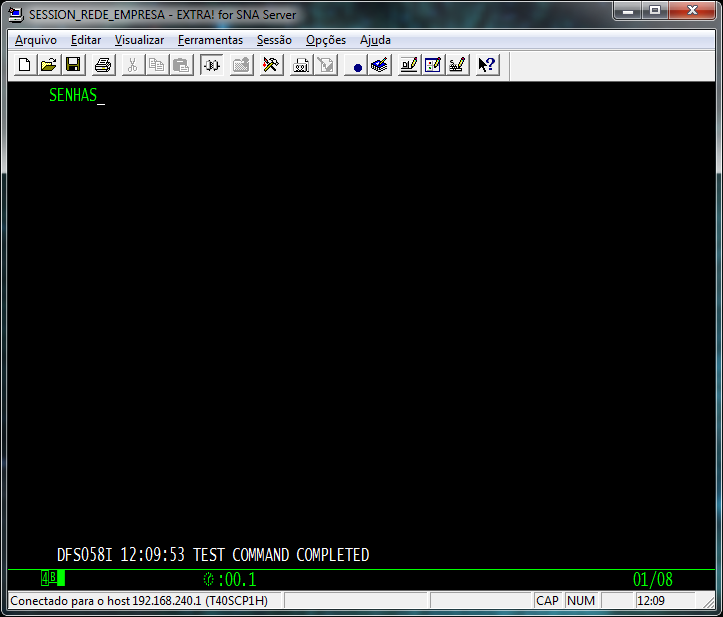 SESSION_REDE_EMPRESA - EXTRA! for SNA Server
Arquivo Editar Visualizar Ferramentas Sessão Opções Ajuda
SENHAS_
DFS058I 12:09:53 TEST COMMAND COMPLETED
4B :00.1 01/08
Conectado para o host 192.168.240.1 (T40SCP1H) CAP NUM 12:09